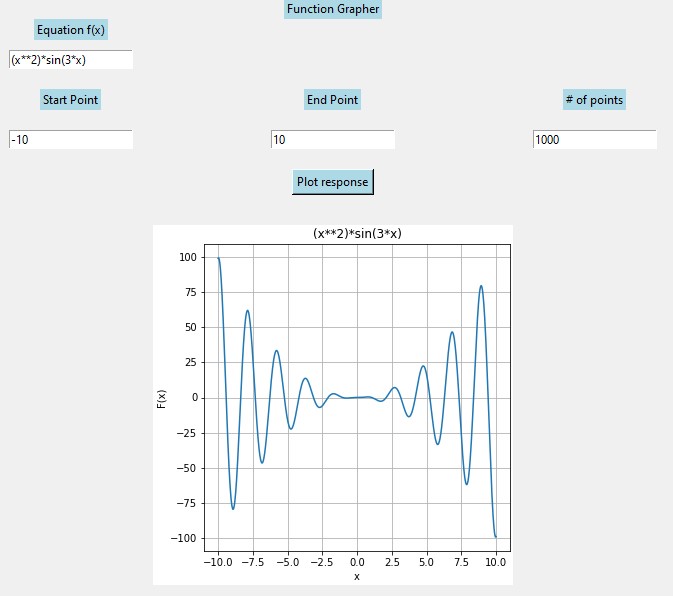 Function Grapher
Equation f(x)
(x**2)*sin(3*x)
Start Point
End Point
# of points
-10
10
1000
Plot response
(x**2)*sin(3*x)
100
75
50
25
0
−25
−50
−75
−100
F(x)
−10.0 −7.5 −5.0 −2.5 0.0 2.5 5.0 7.5 10.0
x